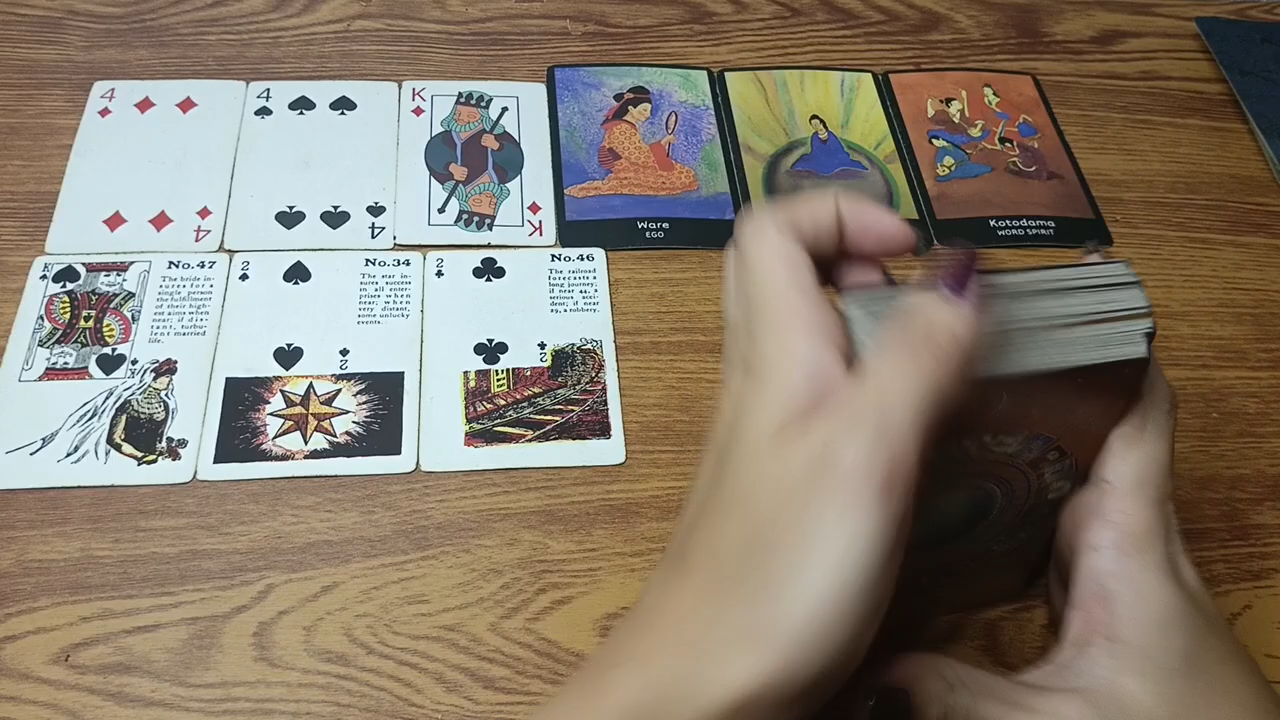 4
4
4
4
K
K
Ware
EGO
Kotodama
WORD SPIRIT
K
No.47
The bride in-
sures for a
single person
the fulfillment
of their high-
est aims when
near; if dis-
tant, turbu-
lent married
life.
2
No.34
The star in-
sures success
in all enter-
prises when
near; when
very distant,
some unlucky
events.
2
2
No.46
The railroad
forecasts a
long journey;
if near 44, a
serious acci-
dent; if near
29, a robbery.
2